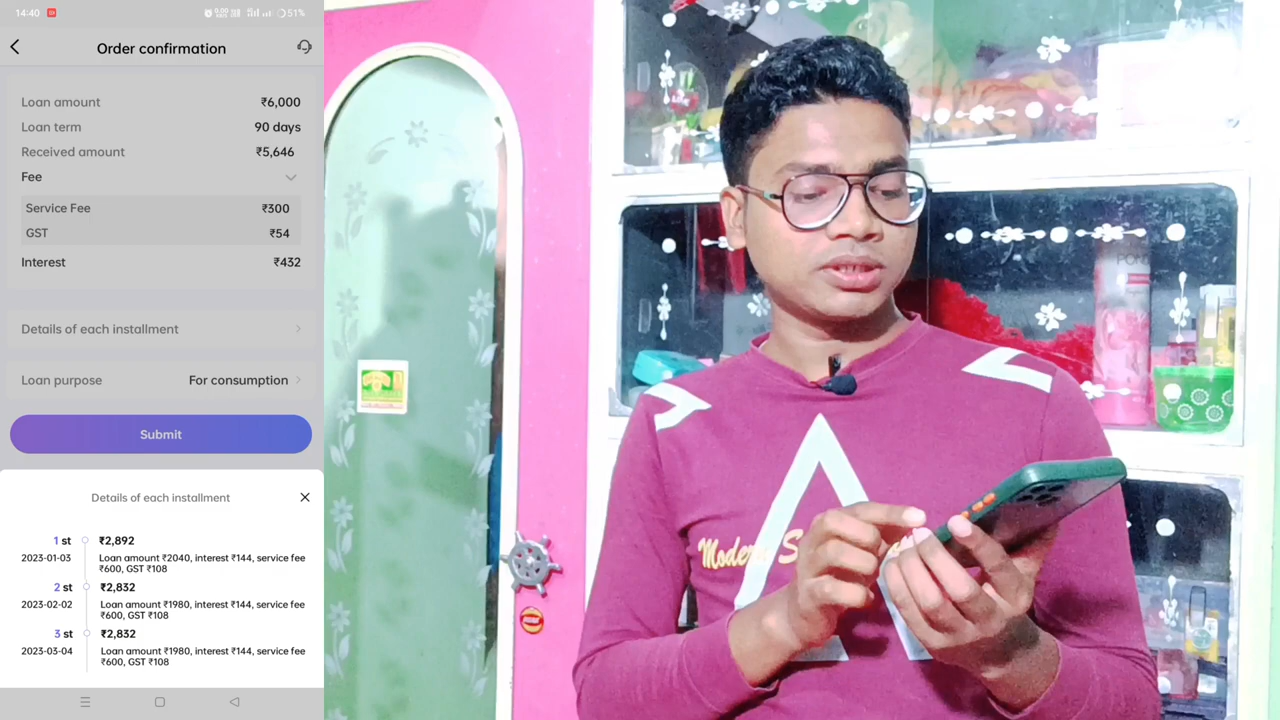 14:40
51%
Order confirmation
Loan amount ₹6,000
Loan term 90 days
Received amount ₹5,646
Fee
Service Fee ₹300
GST ₹54
Interest ₹432
Details of each installment
Loan purpose For consumption
Submit
Details of each installment
1 st ₹2,892
2023-01-03 Loan amount ₹2040, interest ₹144, service fee
₹600, GST ₹108
2 st ₹2,832
2023-02-02 Loan amount ₹1980, interest ₹144, service fee
₹600, GST ₹108
3 st ₹2,832
2023-03-04 Loan amount ₹1980, interest ₹144, service fee
₹600, GST ₹108
POND
Modern S